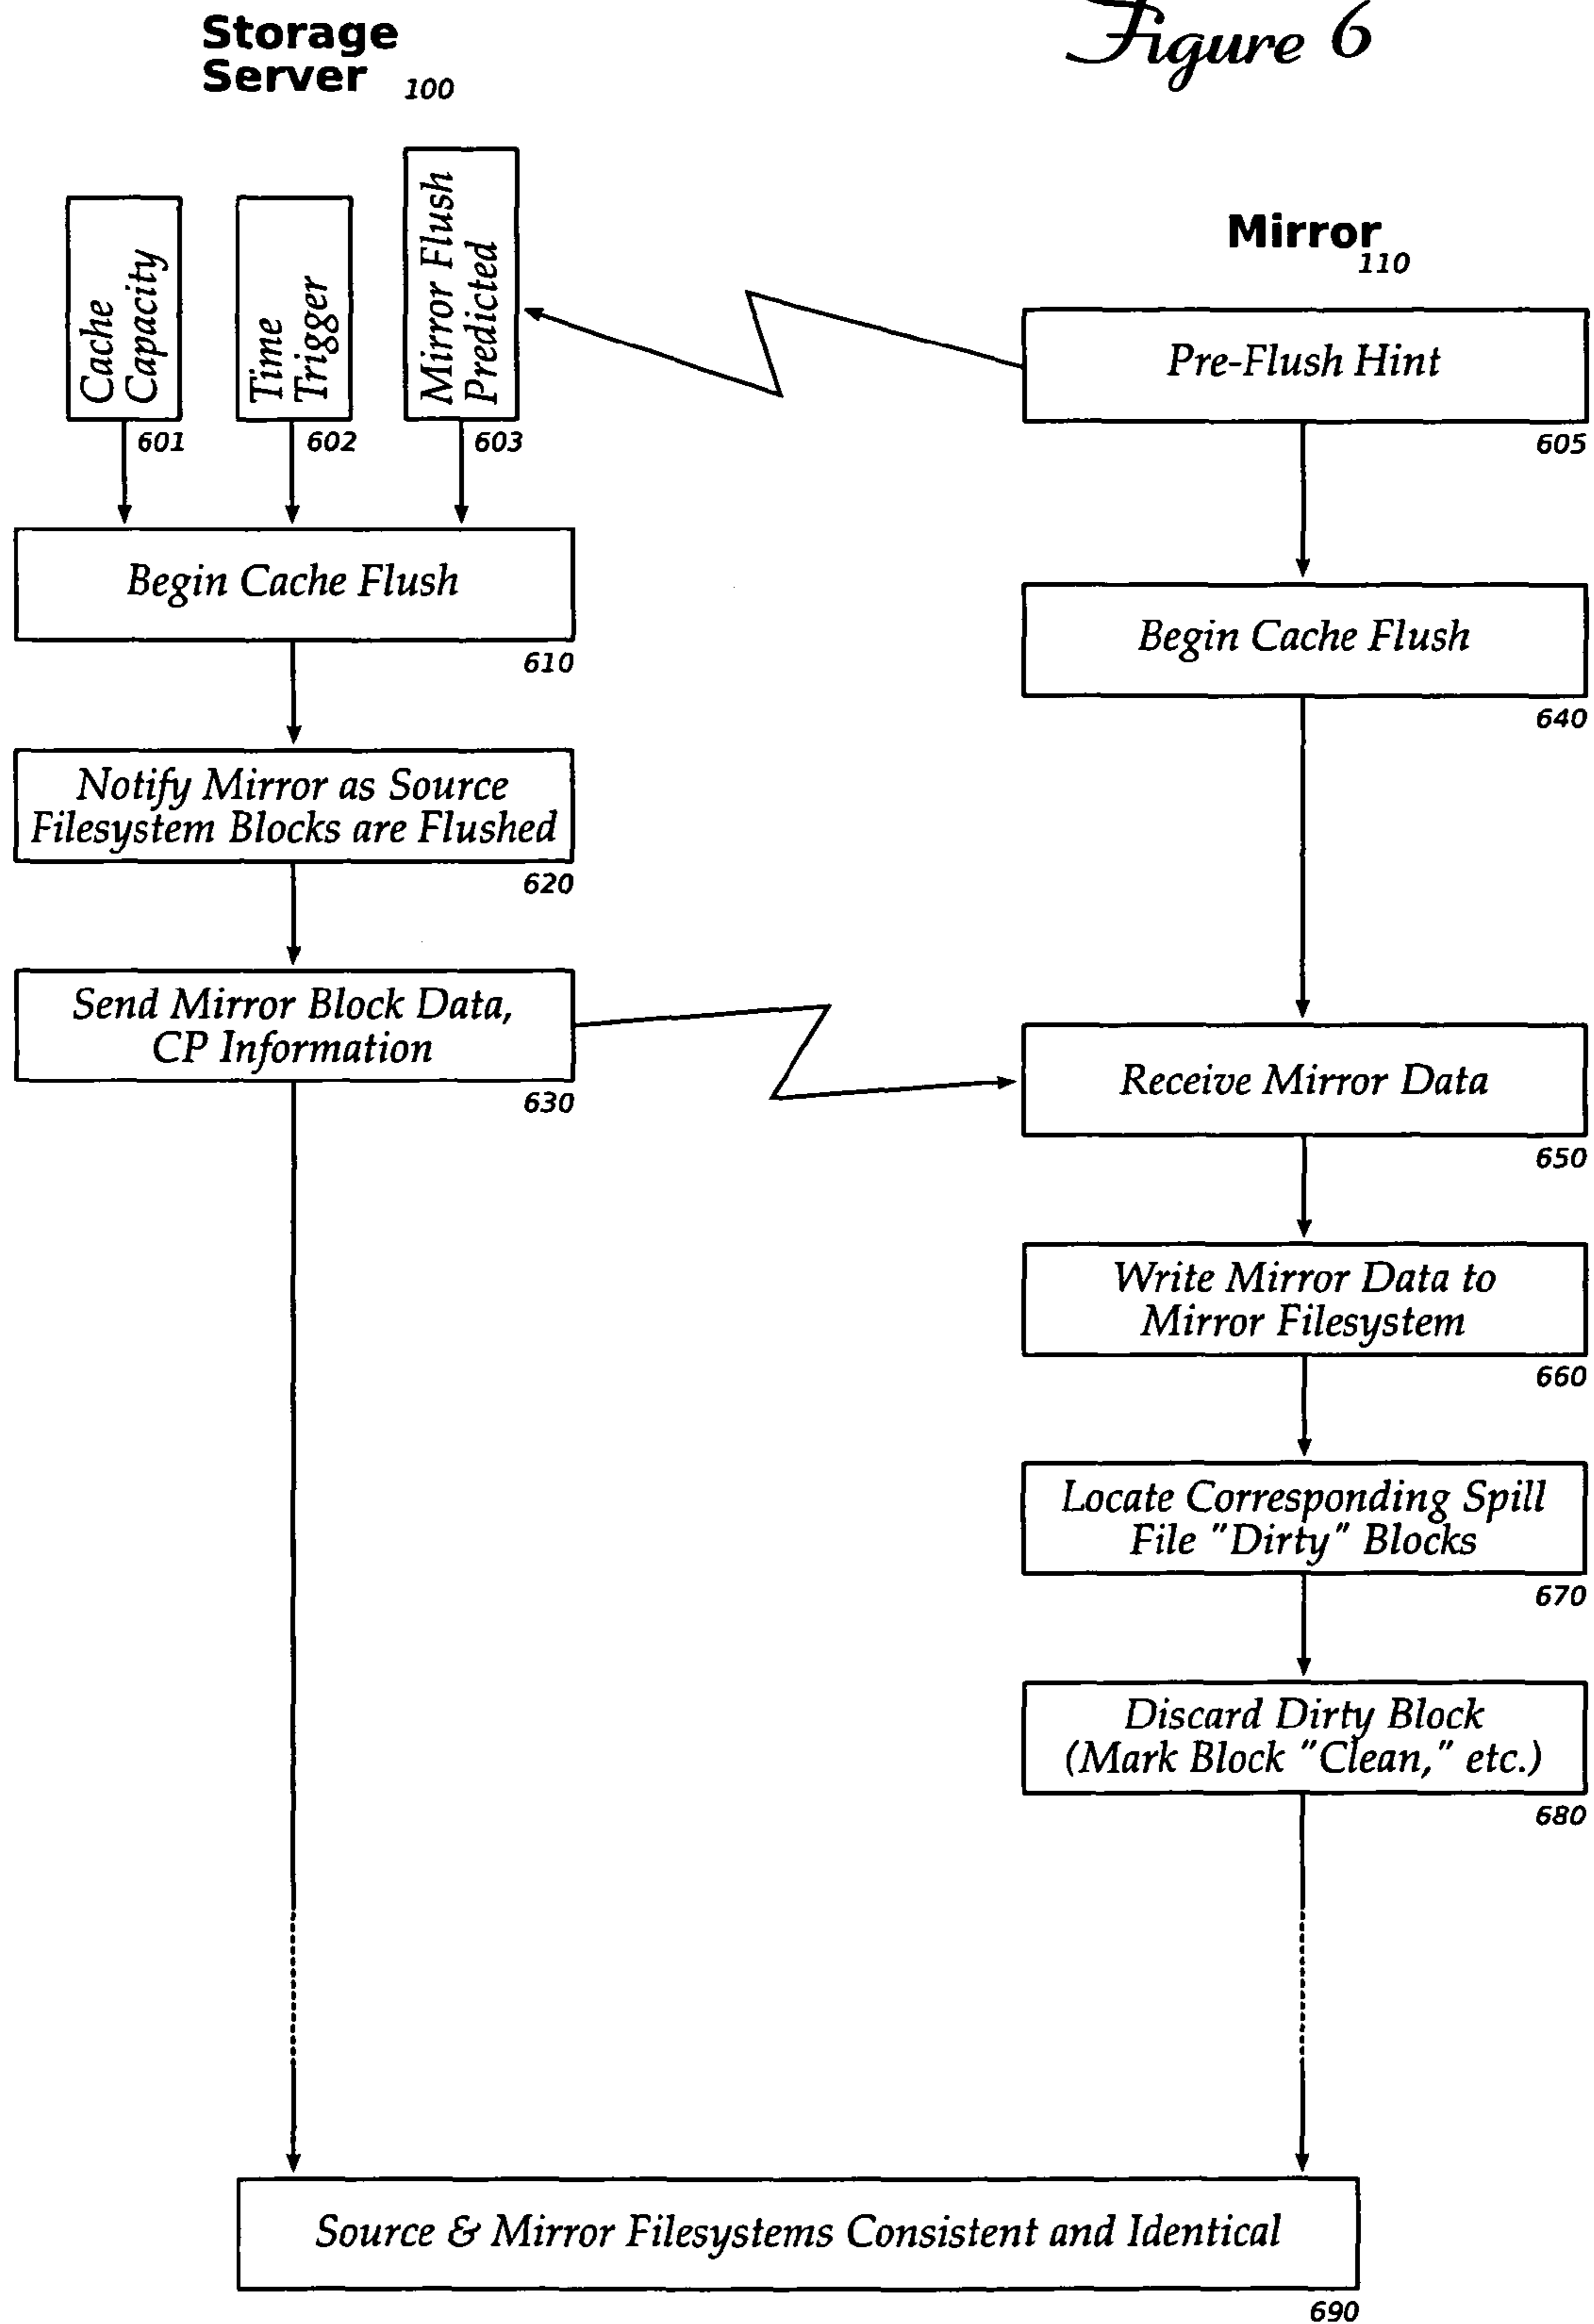 Figure 6
Storage
Server 100
Cache
Capacity
601
Time
Trigger
602
Mirror Flush
Predicted
603
Mirror
110
Pre-Flush Hint
605
Begin Cache Flush
610
Begin Cache Flush
640
Notify Mirror as Source
Filesystem Blocks are Flushed
620
Send Mirror Block Data,
CP Information
630
Receive Mirror Data
650
Write Mirror Data to
Mirror Filesystem
660
Locate Corresponding Spill
File "Dirty" Blocks
670
Discard Dirty Block
(Mark Block "Clean," etc.)
680
Source & Mirror Filesystems Consistent and Identical
690